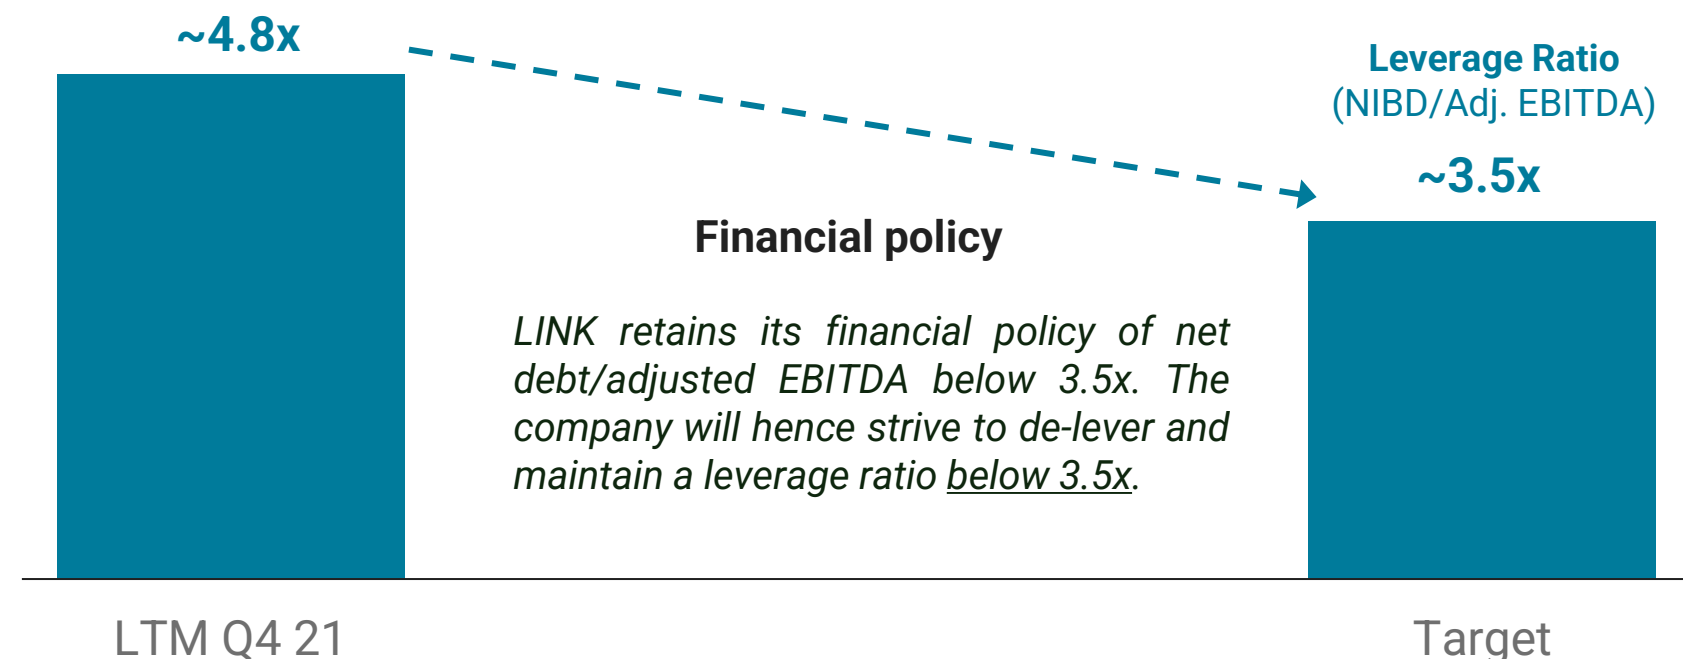 ~4.8x
Leverage Ratio
(NIBD/Adj. EBITDA)
~3.5x
Financial policy
LINK retains its financial policy of net
debt/adjusted EBITDA below 3.5x. The
company will hence strive to de-lever and
maintain a leverage ratio below 3.5x.
LTM Q4 21
Target